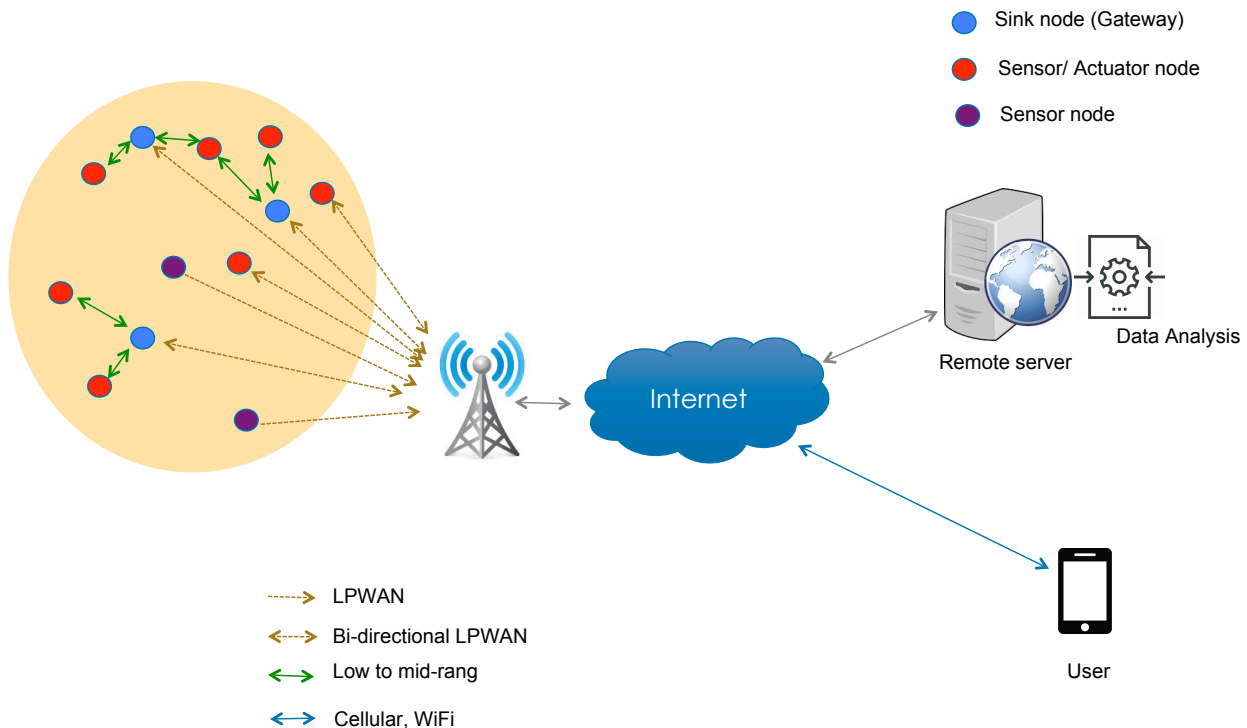 Sink node (Gateway)
Sensor/ Actuator node
Sensor node
Internet
Remote server
Data Analysis
LPWAN
Bi-directional LPWAN
Low to mid-rang
Cellular, WiFi
User